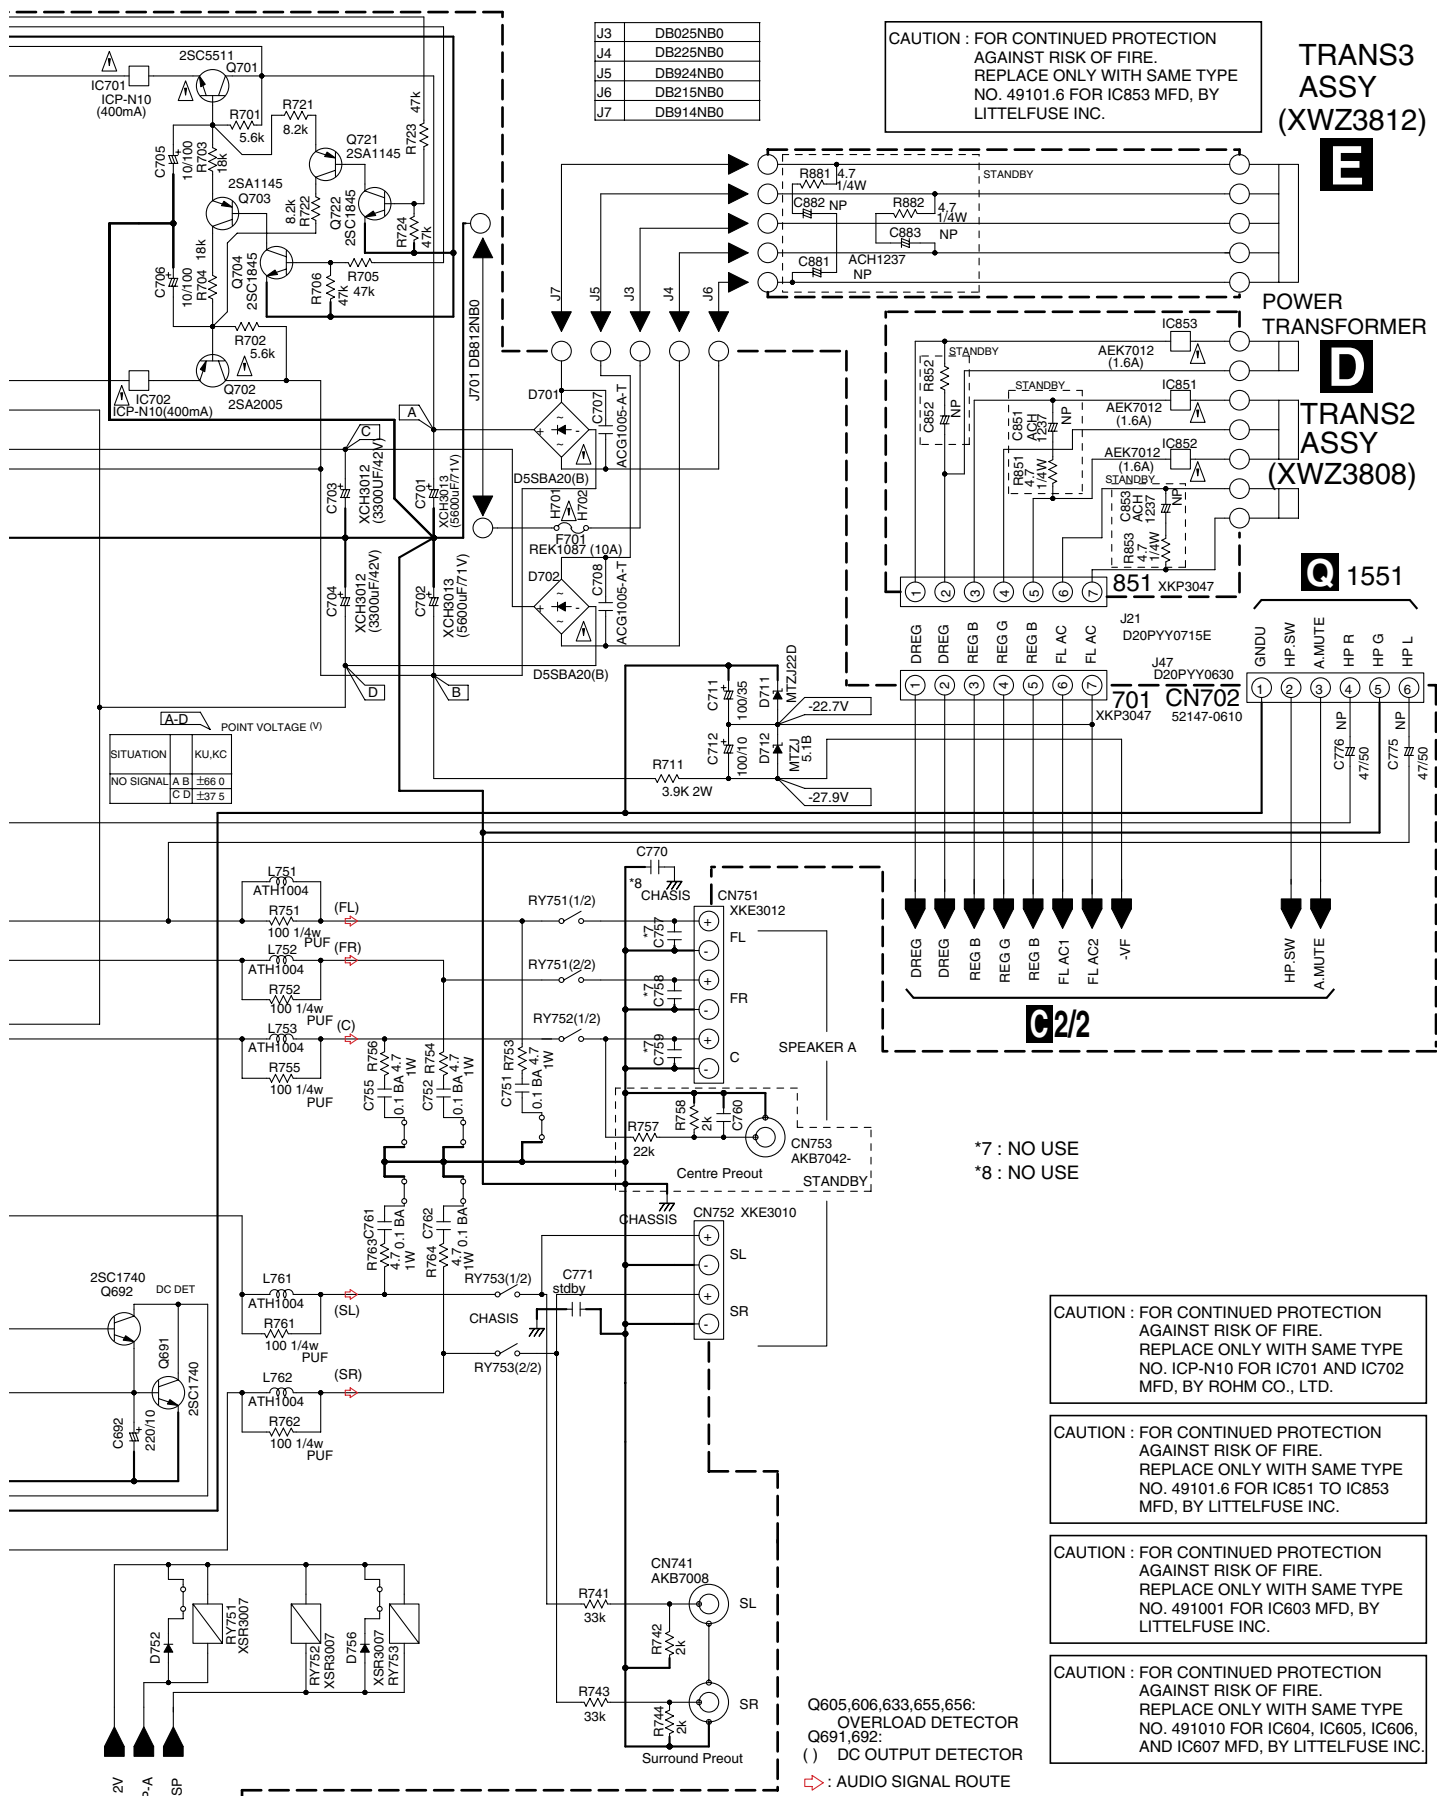 J3 DB025NB0
J4 DB225NB0
J5 DB924NB0
J6 DB215NB0
J7 DB914NB0
CAUTION : FOR CONTINUED PROTECTION
AGAINST RISK OF FIRE.
REPLACE ONLY WITH SAME TYPE
NO. 49101.6 FOR IC853 MFD, BY
LITTELFUSE INC.
TRANS3
ASSY
(XWZ3812)
E
2SC5511
Q701
IC701
ICP-N10
(400mA)
R701
5.6k
R721
8.2k
R723
47k
Q721
2SA1145
C705
10/100
R703
18k
2SA1145
Q703
R722
8.2k
Q722
2SC1845
R724
47k
C706
10/100
R704
18k
Q704
2SC1845
R706
47k
R705
47k
R702
5.6k
Q702
2SA2005
IC702
ICP-N10(400mA)
J701 DB812NB0
J7
J5
J3
J4
J6
R881
4.7
1/4W
C882
NP
R882
4.7
1/4W
C883
NP
C881
ACH1237
NP
STANDBY
POWER
TRANSFORMER
D
TRANS2
ASSY
(XWZ3808)
IC853
AEK7012
(1.6A)
IC851
AEK7012
(1.6A)
IC852
AEK7012
(1.6A)
STANDBY
R852
C852
NP
STANDBY
C851
ACH
1237
NP
R851
4.7
1/4W
STANDBY
C853
ACH
1237
NP
R853
4.7
1/4W
A
C
D701
C707
ACG1005-A-T
D5SBA20(B)
C703
XCH3012
(3300UF/42V)
C701
XCH3013
(5600uF/71V)
H701
H702
F701
REK1087 (10A)
C704
XCH3012
(3300uF/42V)
C702
XCH3013
(5600uF/71V)
D702
C708
ACG1005-A-T
D5SBA20(B)
D
B
1 2 3 4 5 6 7
851 XKP3047
J21
D20PYY0715E
DREG
DREG
REG B
REG G
REG B
FL AC
FL AC
J47
D20PYY0630
1 2 3 4 5 6 7
701
XKP3047
Q 1551
GNDU
HP.SW
A.MUTE
HP R
HP G
HP L
CN702
52147-0610
1 2 3 4 5 6
C776
NP
47/50
C775
NP
47/50
A-D
POINT VOLTAGE (V)
SITUATION KU,KC
NO SIGNAL A B ±66 0
C D ±37 5
C711
100/35
D711
MTZJ22D
-22.7V
C712
100/10
D712
MTZJ
5.1B
-27.9V
R711
3.9K 2W
DREG
DREG
REG B
REG G
REG B
FL AC1
FL AC2
-VF
HP.SW
A.MUTE
C 2/2
L751
ATH1004
R751
100 1/4w
PUF
(FL)
L752
ATH1004
R752
100 1/4w
PUF
(FR)
L753
ATH1004
R755
100 1/4w
PUF
(C)
RY751(1/2)
RY751(2/2)
RY752(1/2)
C770
*8
CHASIS
CN751
XKE3012
*7
C757
FL
*7
C758
FR
*7
C759
C
SPEAKER A
R756
4.7
1W
C755
0.1 BA
R754
4.7
1W
C752
0.1 BA
R753
4.7
1W
C751
0.1 BA
R757
22k
R758
2k
C760
CN753
AKB7042-
Centre Preout
STANDBY
*7 : NO USE
*8 : NO USE
CHASSIS
CN752 XKE3010
SL
SR
C761
0.1 BA
R763
4.7
1W
C762
0.1 BA
R764
4.7
1W
2SC1740
Q692
DC DET
Q691
2SC1740
C692
220/10
L761
ATH1004
R761
100 1/4w
PUF
(SL)
L762
ATH1004
R762
100 1/4w
PUF
(SR)
RY753(1/2)
CHASIS
RY753(2/2)
C771
stdby
CAUTION : FOR CONTINUED PROTECTION
AGAINST RISK OF FIRE.
REPLACE ONLY WITH SAME TYPE
NO. ICP-N10 FOR IC701 AND IC702
MFD, BY ROHM CO., LTD.
CAUTION : FOR CONTINUED PROTECTION
AGAINST RISK OF FIRE.
REPLACE ONLY WITH SAME TYPE
NO. 49101.6 FOR IC851 TO IC853
MFD, BY LITTELFUSE INC.
CAUTION : FOR CONTINUED PROTECTION
AGAINST RISK OF FIRE.
REPLACE ONLY WITH SAME TYPE
NO. 491001 FOR IC603 MFD, BY
LITTELFUSE INC.
CAUTION : FOR CONTINUED PROTECTION
AGAINST RISK OF FIRE.
REPLACE ONLY WITH SAME TYPE
NO. 491010 FOR IC604, IC605, IC606,
AND IC607 MFD, BY LITTELFUSE INC.
D752
RY751
XSR3007
RY752
XSR3007
D756
XSR3007
RY753
2V
P-A
SP
CN741
AKB7008
R741
33k
R742
2k
SL
R743
33k
R744
2k
SR
Surround Preout
Q605,606,633,655,656:
OVERLOAD DETECTOR
Q691,692:
( ) DC OUTPUT DETECTOR
: AUDIO SIGNAL ROUTE